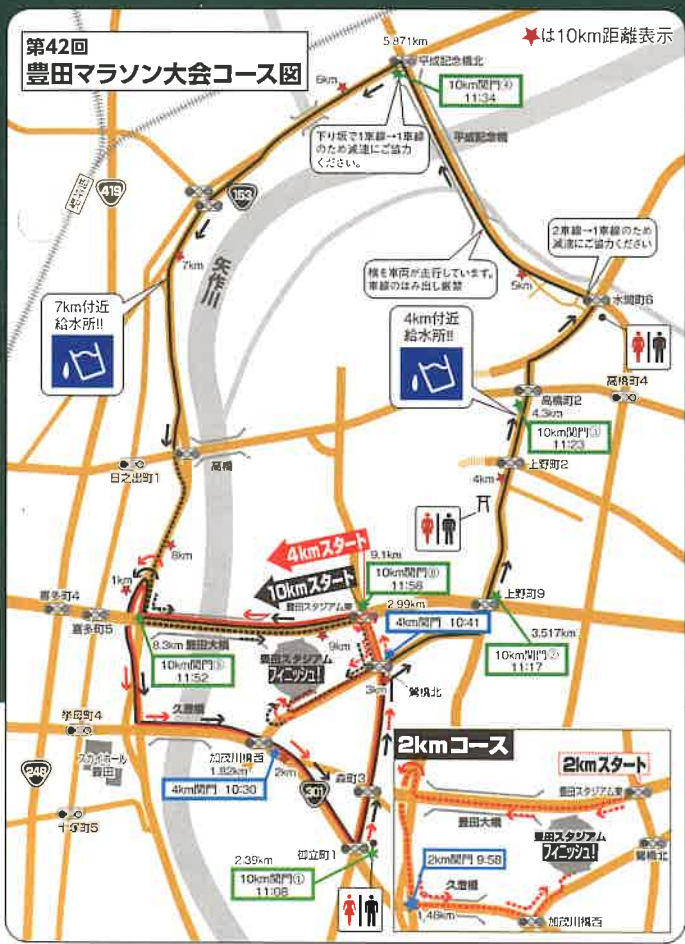 第42回
豊田マラソン大会コース図
★は10km距離表示
5.871km
平成記念橋北
10km関門④
11:34
6km
下り坂で1車線→1車線
のため減速にご協力
ください。
平成記念橋
419
153
2車線→1車線のため
減速にご協力ください
横を車両が走行しています。
車線のはみ出し厳禁
矢作川
7km
5km
水間町6
7km付近
給水所!!
4km付近
給水所!!
高橋町4
高橋町2
4.3km
10km関門③
11:23
高橋
日之出町1
上野町2
4km
8km
4kmスタート
10kmスタート
9.1km
10km関門⑥
11:58
1km
豊田スタジアム東
2.99km
上野町9
喜多町4
喜多町5
4km関門 10:41
3.517km
10km関門②
11:17
8.3km
豊田大橋
9km
10km関門⑤
11:52
豊田スタジアム
フィニッシュ!
3km
鴬橋北
久澄橋
挙母町4
スカイホール
豊田
加茂川橋西
1.82km
2km
4km関門 10:30
248
301
森町3
十塚町5
御立町1
2.39km
10km関門①
11:08
2kmコース
2kmスタート
豊田スタジアム東
豊田大橋
豊田スタジアム
フィニッシュ!
鴬橋北
2km関門 9:58
久澄橋
1.46km
加茂川橋西